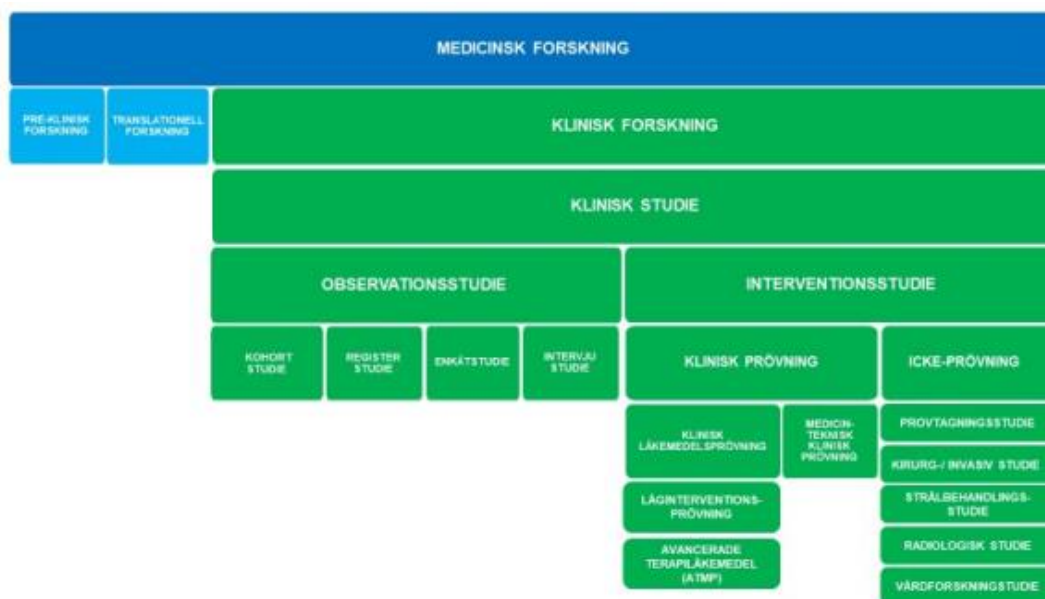 MEDICINSK FORSKNING
PRE-KLINISK
FORSKNING
TRANSLATIONELL
FORSKNING
KLINISK FORSKNING
KLINISK STUDIE
OBSERVATIONSSTUDIE
INTERVENTIONSSTUDIE
KOHORT
STUDIE
REGISTER
STUDIE
ENKÄTSTUDIE
INTERVJU
STUDIE
KLINISK PRÖVNING
ICKE-PRÖVNING
KLINISK
LÄKEMEDELSPRÖVNING
MEDICIN-
TEKNISK
KLINISK
PRÖVNING
PROVTAGNINGSSTUDIE
KIRURG-/ INVASIV STUDIE
LÅGINTERVENTIONS-
PRÖVNING
STRÅLBEHANDLINGS-
STUDIE
AVANCERADE
TERAPILÄKEMEDEL
(ATMP)
RADIOLOGISK STUDIE
VÅRDFORSKNINGSTUDIE